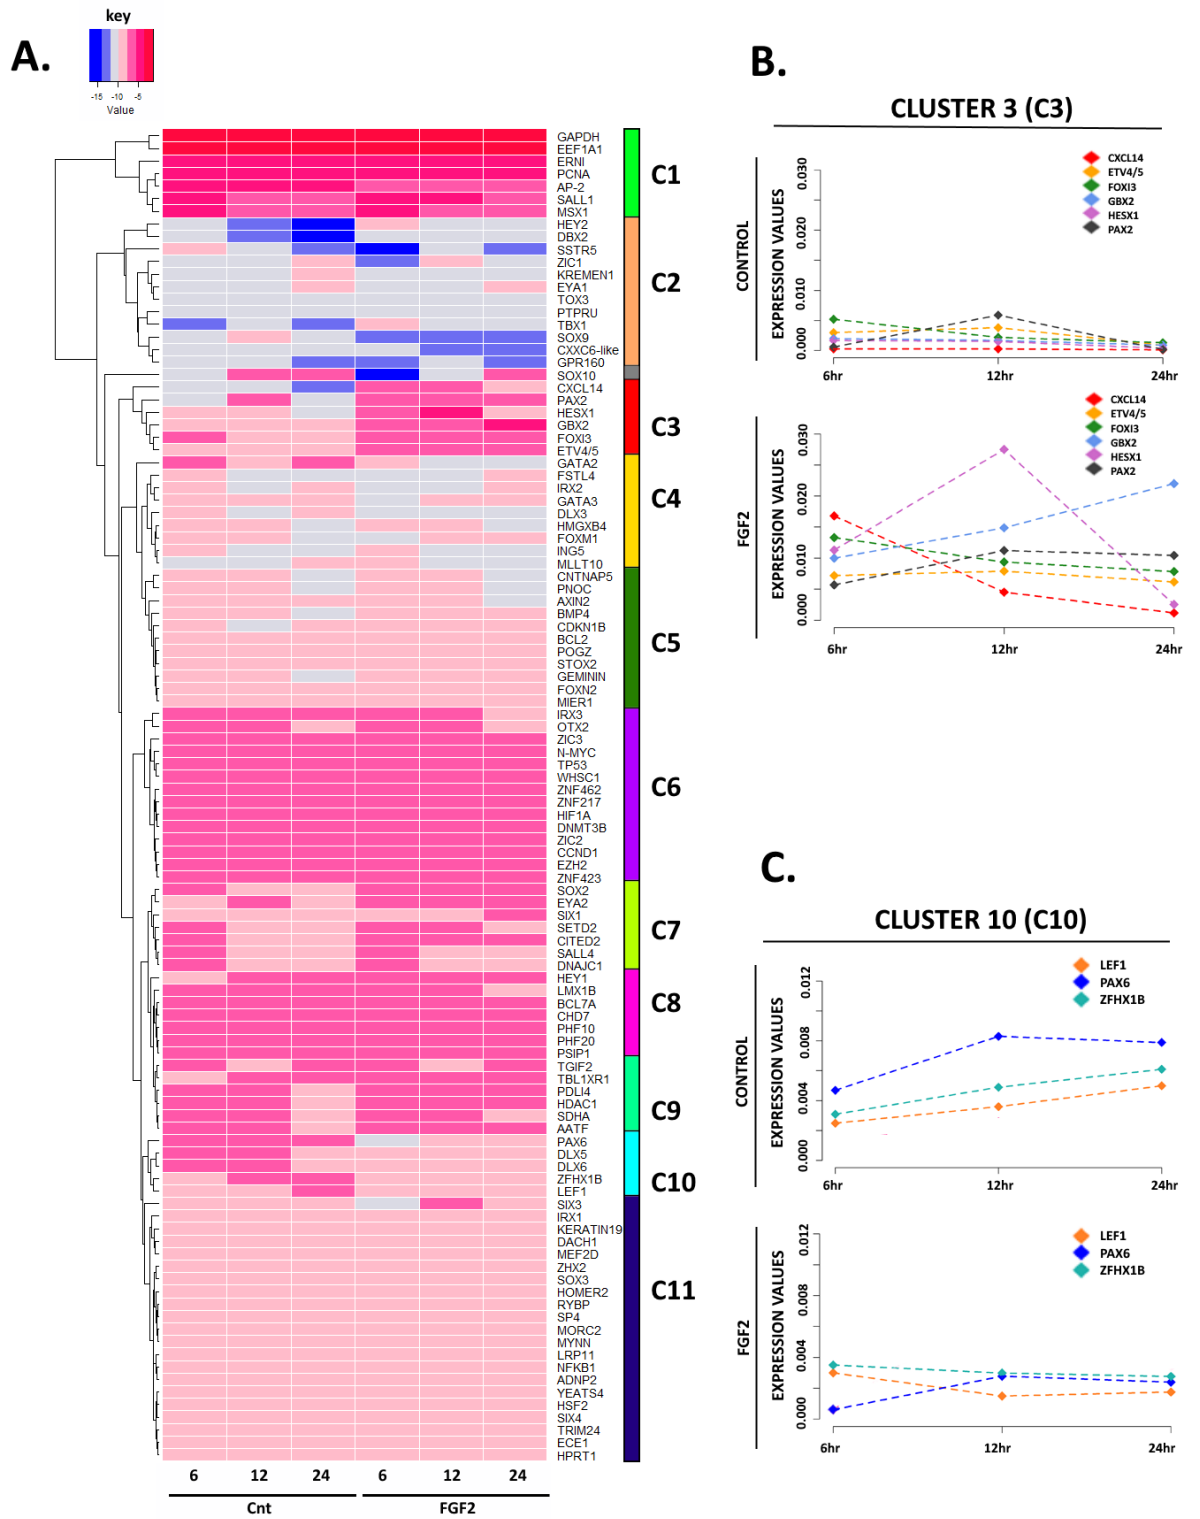 A.
key
-15 -10 -5
Value
GAPDH
EEF1A1
ERNI
PCNA
AP-2
SALL1
MSX1
HEY2
DBX2
SSTR5
ZIC1
KREMEN1
EYA1
TOX3
PTPRU
TBX1
SOX9
CXXC6-like
GPR160
SOX10
CXCL14
PAX2
HESX1
GBX2
FOXI3
ETV4/5
GATA2
FSTL4
IRX2
GATA3
DLX3
HMGXB4
FOXM1
ING5
MLLT10
CNTNAP5
PNOC
AXIN2
BMP4
CDKN1B
BCL2
POGZ
STOX2
GEMININ
FOXN2
MIER1
IRX3
OTX2
ZIC3
N-MYC
TP53
WHSC1
ZNF462
ZNF217
HIF1A
DNMT3B
ZIC2
CCND1
EZH2
ZNF423
SOX2
EYA2
SIX1
SETD2
CITED2
SALL4
DNAJC1
HEY1
LMX1B
BCL7A
CHD7
PHF10
PHF20
PSIP1
TGIF2
TBL1XR1
PDLI4
HDAC1
SDHA
AATF
PAX6
DLX5
DLX6
ZFHX1B
LEF1
SIX3
IRX1
KERATIN19
DACH1
MEF2D
ZHX2
SOX3
HOMER2
RYBP
SP4
MORC2
MYNN
LRP11
NFKB1
ADNP2
YEATS4
HSF2
SIX4
TRIM24
ECE1
HPRT1
C1
C2
C3
C4
C5
C6
C7
C8
C9
C10
C11
6 12 24 6 12 24
Cnt FGF2
B.
CLUSTER 3 (C3)
CONTROL
EXPRESSION VALUES
0.030
0.020
0.010
0.000
CXCL14
ETV4/5
FOXI3
GBX2
HESX1
PAX2
6hr 12hr 24hr
FGF2
EXPRESSION VALUES
0.030
0.020
0.010
0.000
CXCL14
ETV4/5
FOXI3
GBX2
HESX1
PAX2
6hr 12hr 24hr
C.
CLUSTER 10 (C10)
CONTROL
EXPRESSION VALUES
0.012
0.008
0.004
0.000
LEF1
PAX6
ZFHX1B
6hr 12hr 24hr
FGF2
EXPRESSION VALUES
0.012
0.008
0.004
0.000
LEF1
PAX6
ZFHX1B
6hr 12hr 24hr